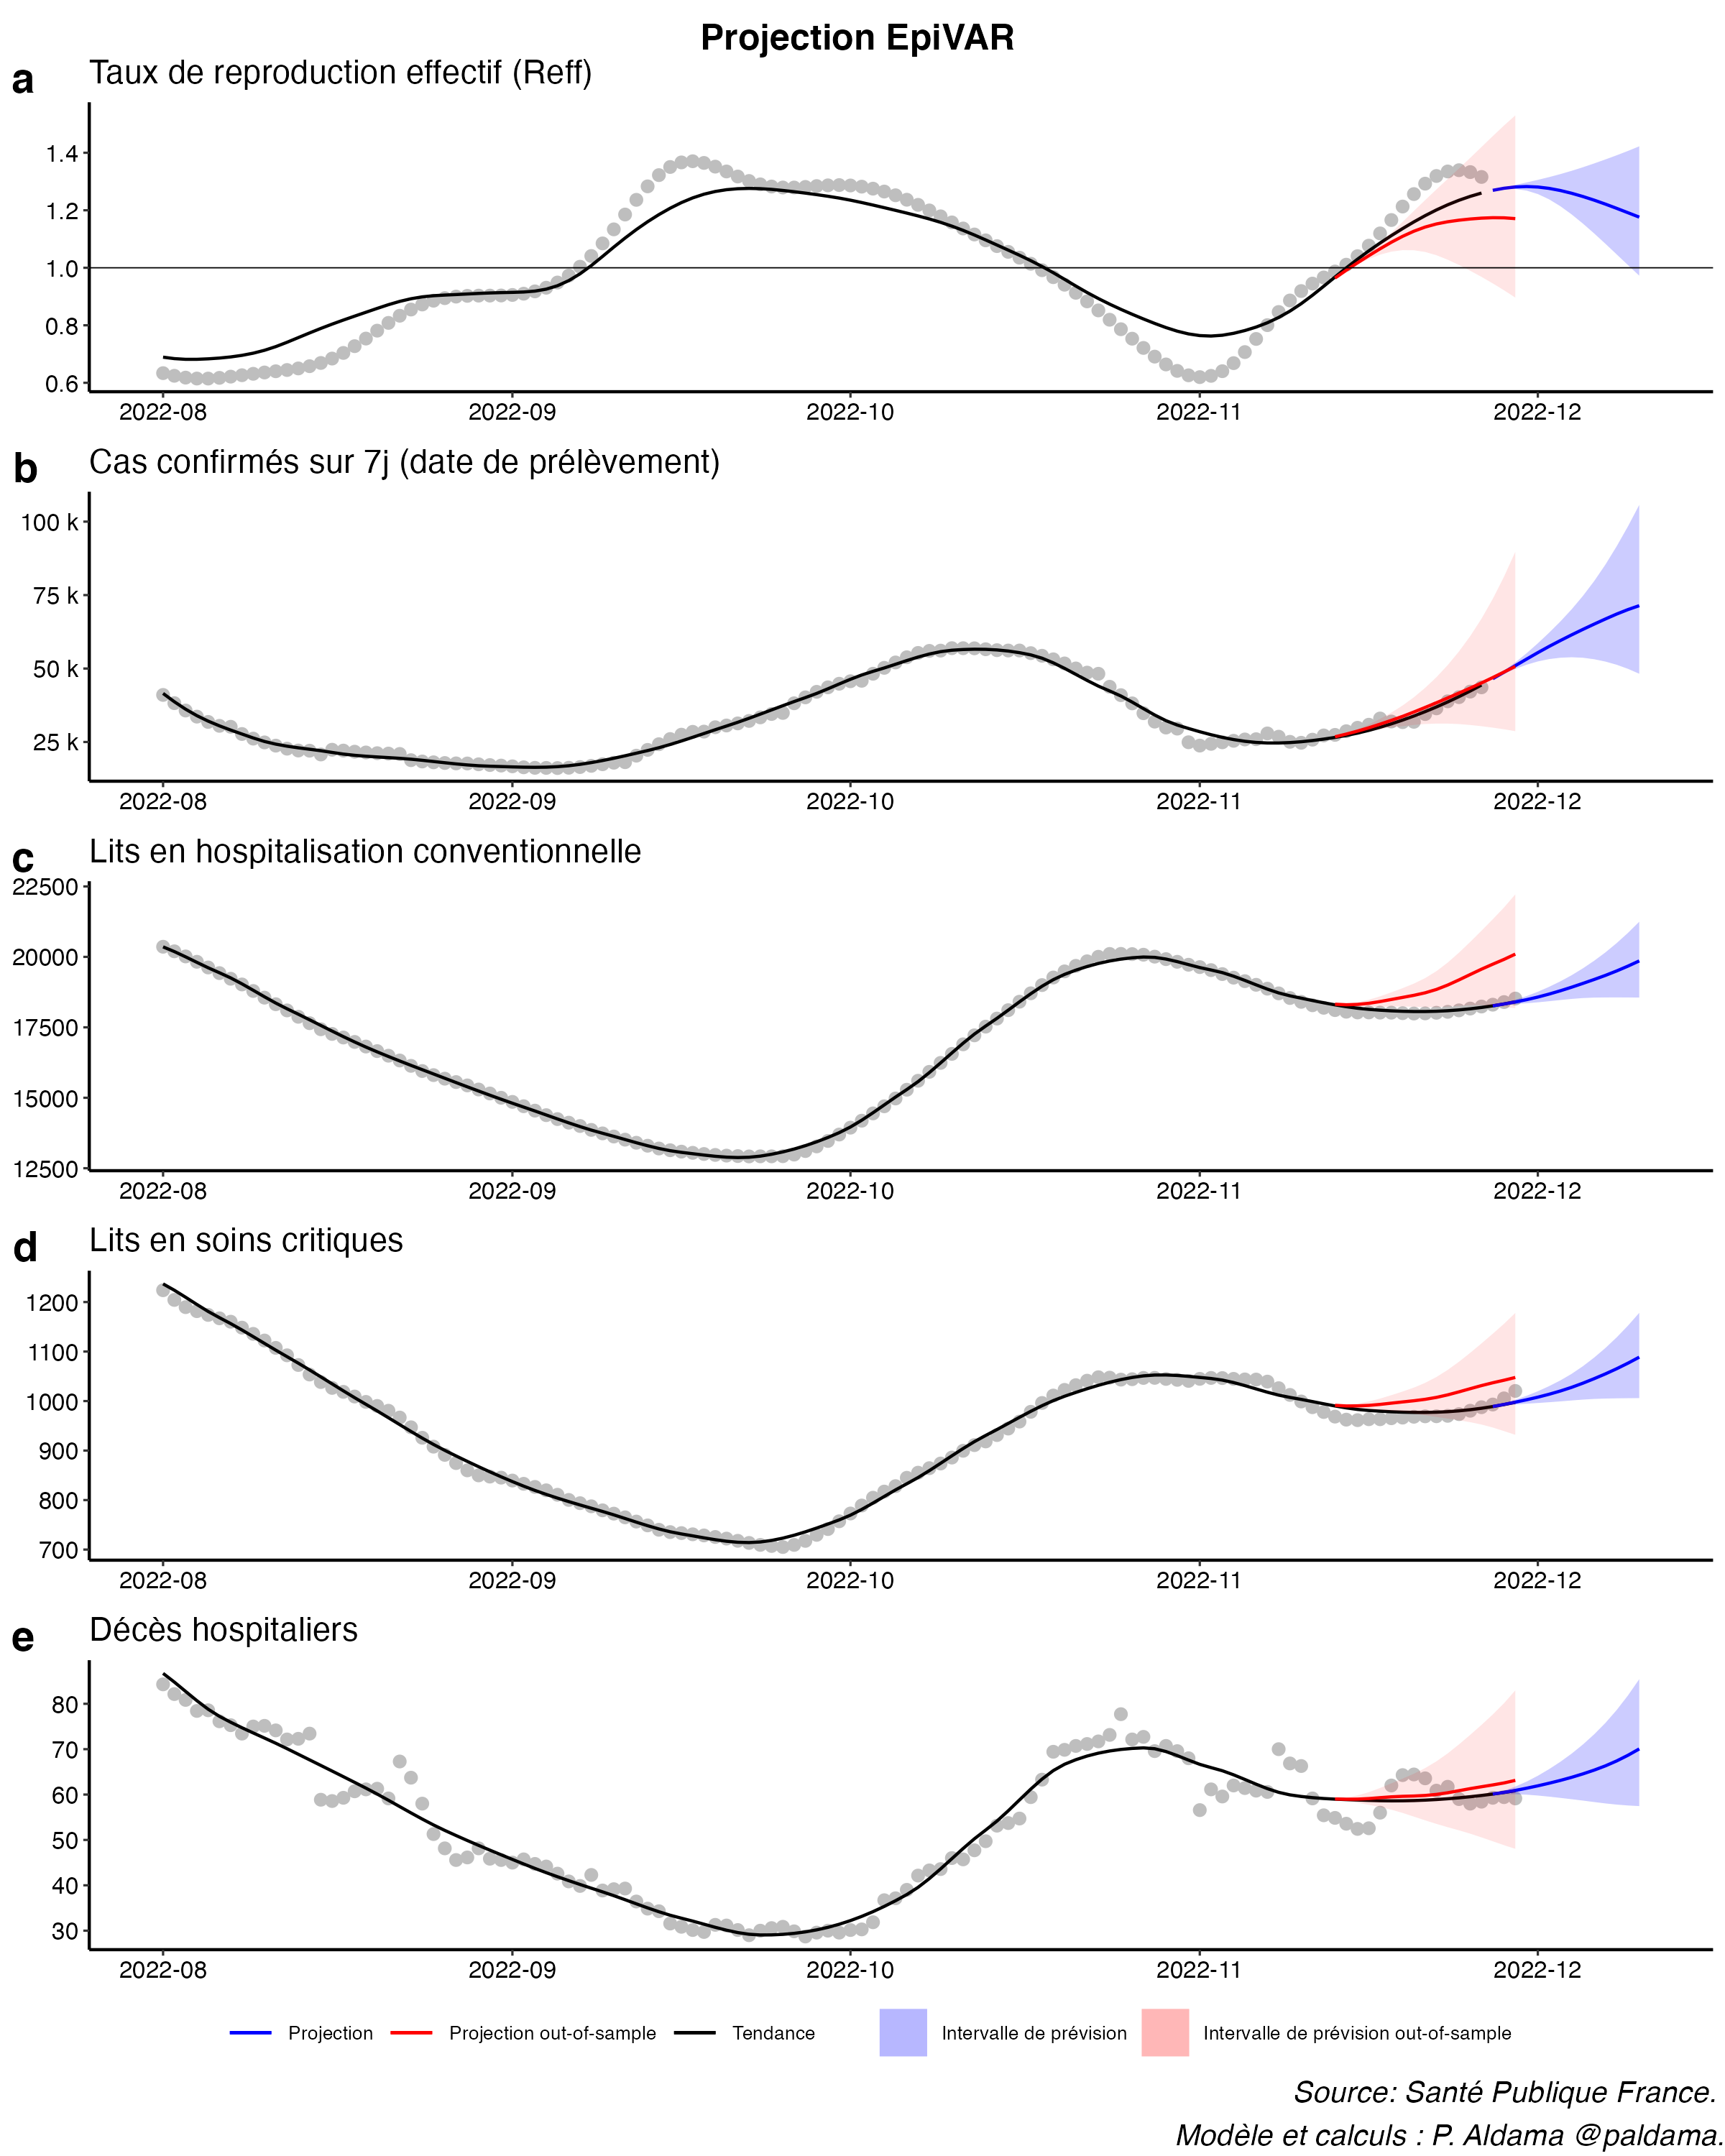 Projection EpiVAR
a Taux de reproduction effectif (Reff)
1.4
1.2
1.0
0.8
0.6
2022-08 2022-09 2022-10 2022-11 2022-12
b Cas confirmés sur 7j (date de prélèvement)
100 k
75 k
50 k
25 k
2022-08 2022-09 2022-10 2022-11 2022-12
c Lits en hospitalisation conventionnelle
22500
20000
17500
15000
12500
2022-08 2022-09 2022-10 2022-11 2022-12
d Lits en soins critiques
1200
1100
1000
900
800
700
2022-08 2022-09 2022-10 2022-11 2022-12
e Décès hospitaliers
80
70
60
50
40
30
2022-08 2022-09 2022-10 2022-11 2022-12
Projection Projection out-of-sample Tendance Intervalle de prévision Intervalle de prévision out-of-sample
Source: Santé Publique France.
Modèle et calculs : P. Aldama @paldama.